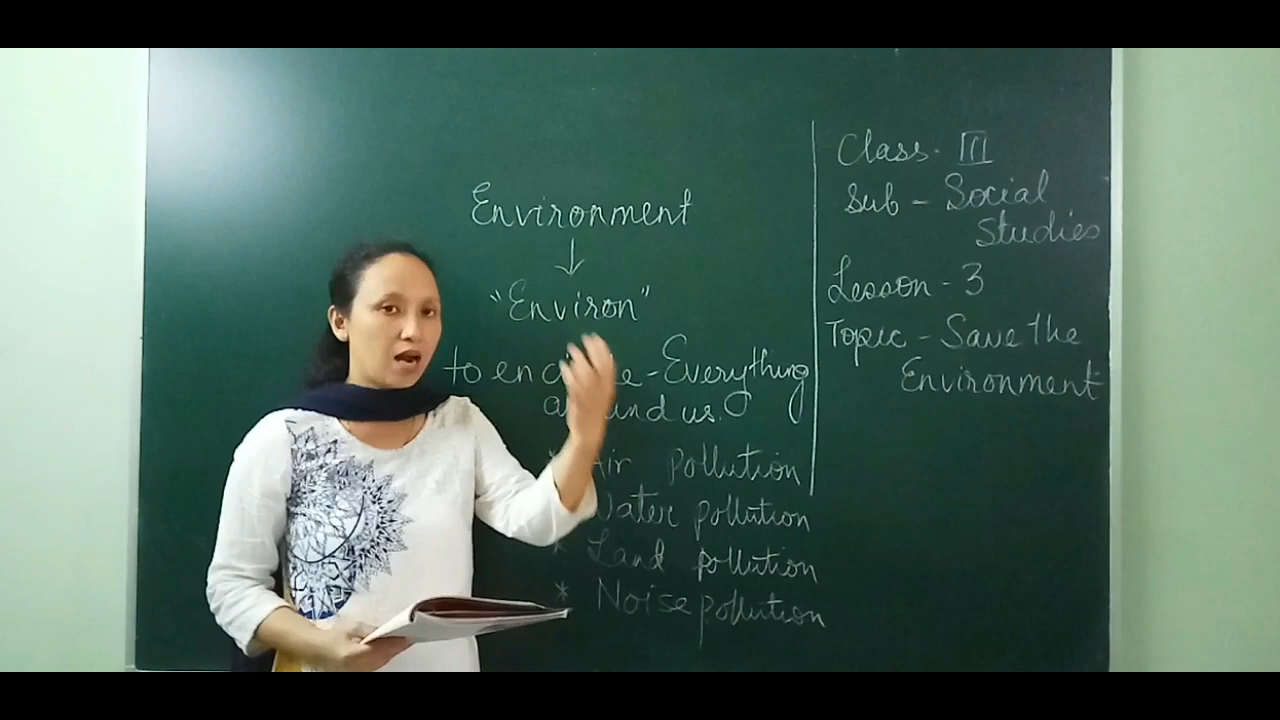 Environment
↓
"Environ"
to en - Everything
us.
* Air pollution
Water pollution
* Land pollution
* Noise pollution
Class. III
Sub - Social
Studies
Lesson - 3
Topic - Save the
Environment